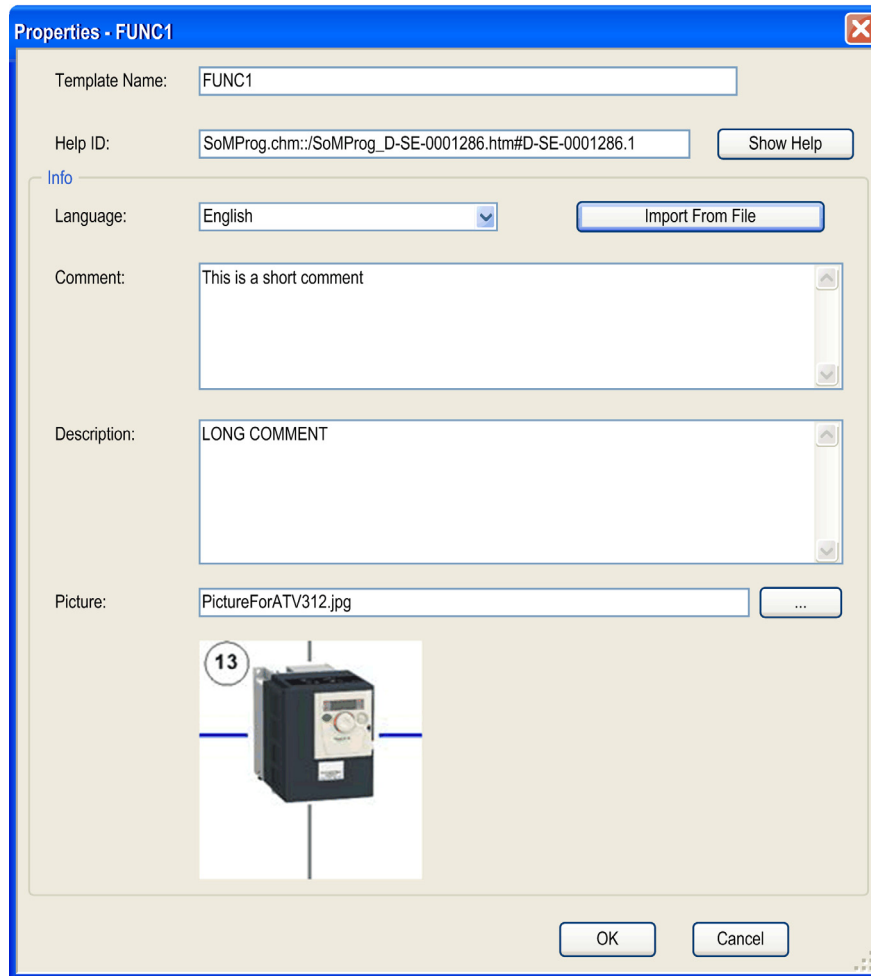 Properties - FUNC1
Template Name: FUNC1
Help ID: SoMProg.chm::/SoMProg_D-SE-0001286.htm#D-SE-0001286.1 Show Help
Info
Language: English Import From File
Comment: This is a short comment
Description: LONG COMMENT
Picture: PictureForATV312.jpg ...
13
OK Cancel